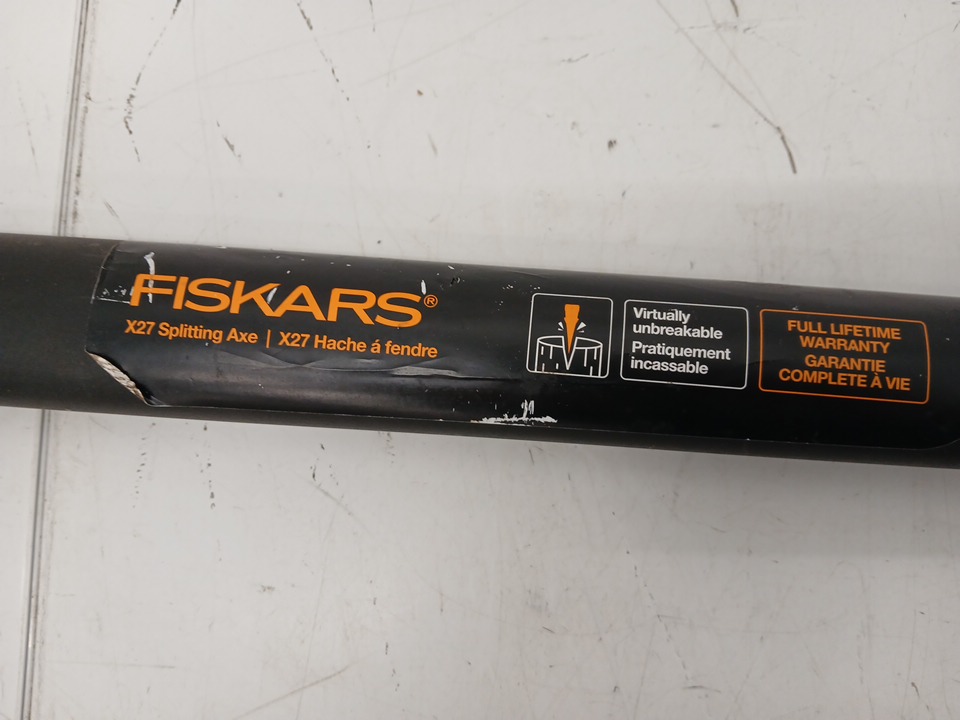 FISKARS®
X27 Splitting Axe | X27 Hache á fendre
Virtually
unbreakable
Pratiquement
incassable
FULL LIFETIME
WARRANTY
GARANTIE
COMPLETE À VIE